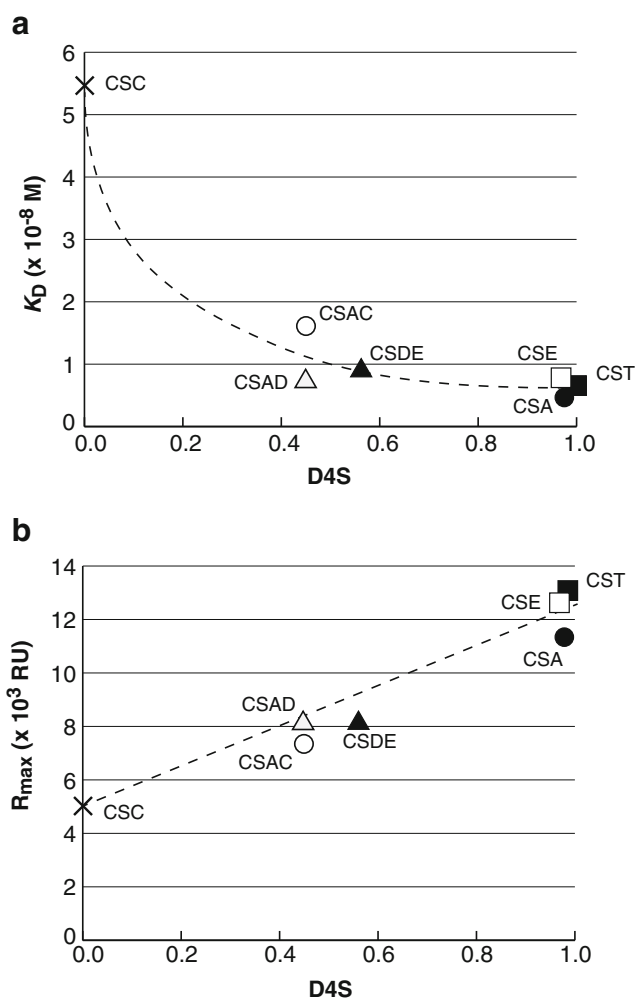 a
6
5
4
3
2
1
0
K_D (x 10⁻⁸ M)
CSC
CSAC
CSDE
CSAD
CSE
CST
CSA
0.0 0.2 0.4 0.6 0.8 1.0
D4S
b
14
12
10
8
6
4
2
0
R_max (x 10³ RU)
CST
CSE
CSA
CSAD
CSDE
CSAC
CSC
0.0 0.2 0.4 0.6 0.8 1.0
D4S